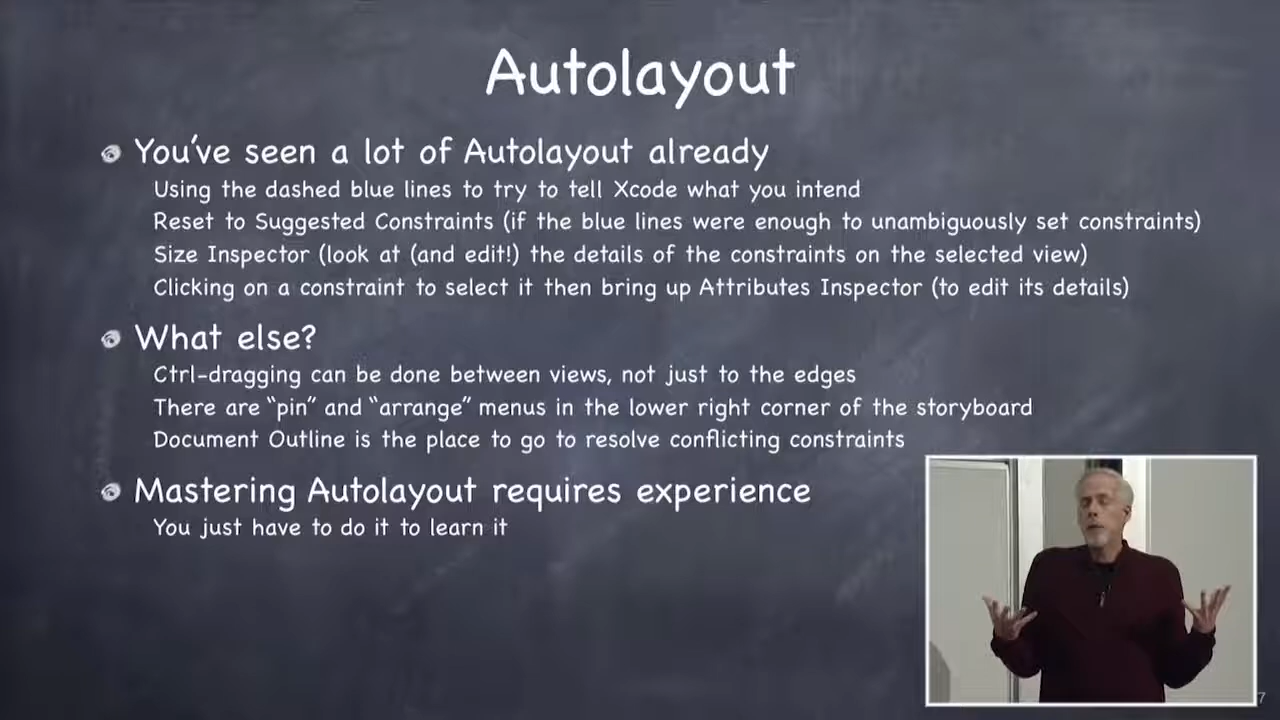 Autolayout
You've seen a lot of Autolayout already
Using the dashed blue lines to try to tell Xcode what you intend
Reset to Suggested Constraints (if the blue lines were enough to unambiguously set constraints)
Size Inspector (look at (and edit!) the details of the constraints on the selected view)
Clicking on a constraint to select it then bring up Attributes Inspector (to edit its details)
What else?
Ctrl-dragging can be done between views, not just to the edges
There are “pin” and “arrange” menus in the lower right corner of the storyboard
Document Outline is the place to go to resolve conflicting constraints
Mastering Autolayout requires experience
You just have to do it to learn it